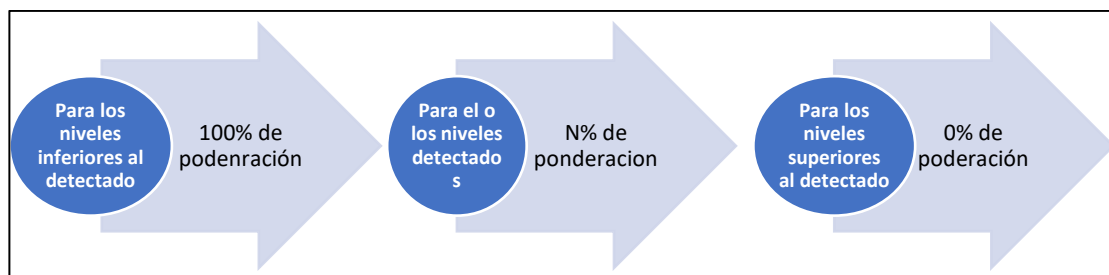 Para los
niveles
inferiores al
detectado
100% de
podenración
Para el o
los niveles
detectado
s
N% de
ponderacion
Para los
niveles
superiores
al detectado
0% de
poderación